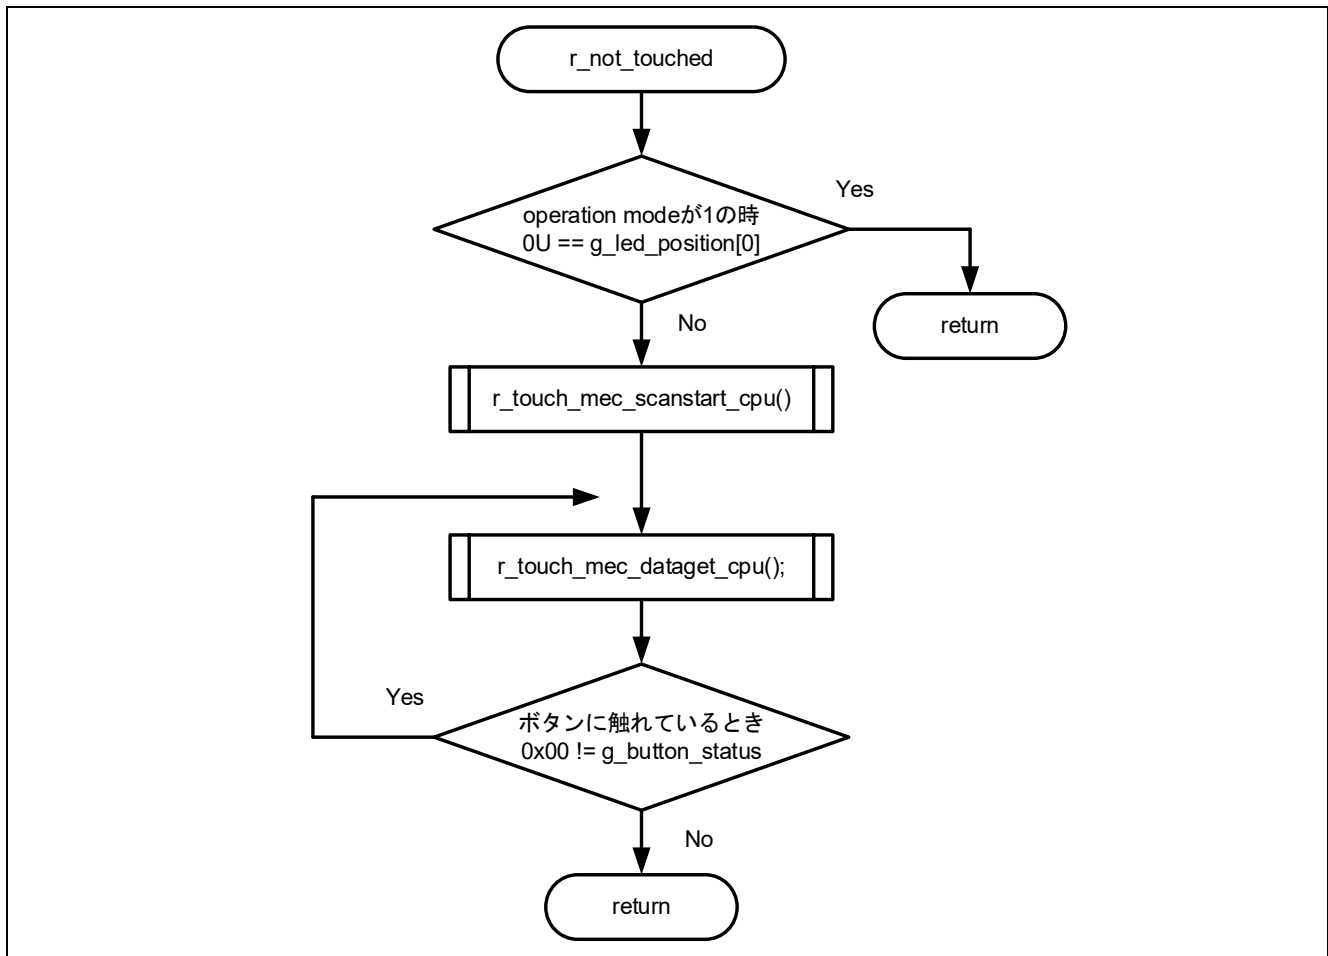 r_not_touched
Yes
operation modeが1の時
0U == g_led_position[0]
return
No
r_touch_mec_scanstart_cpu()
r_touch_mec_dataget_cpu();
Yes
ボタンに触れているとき
0x00 != g_button_status
No
return